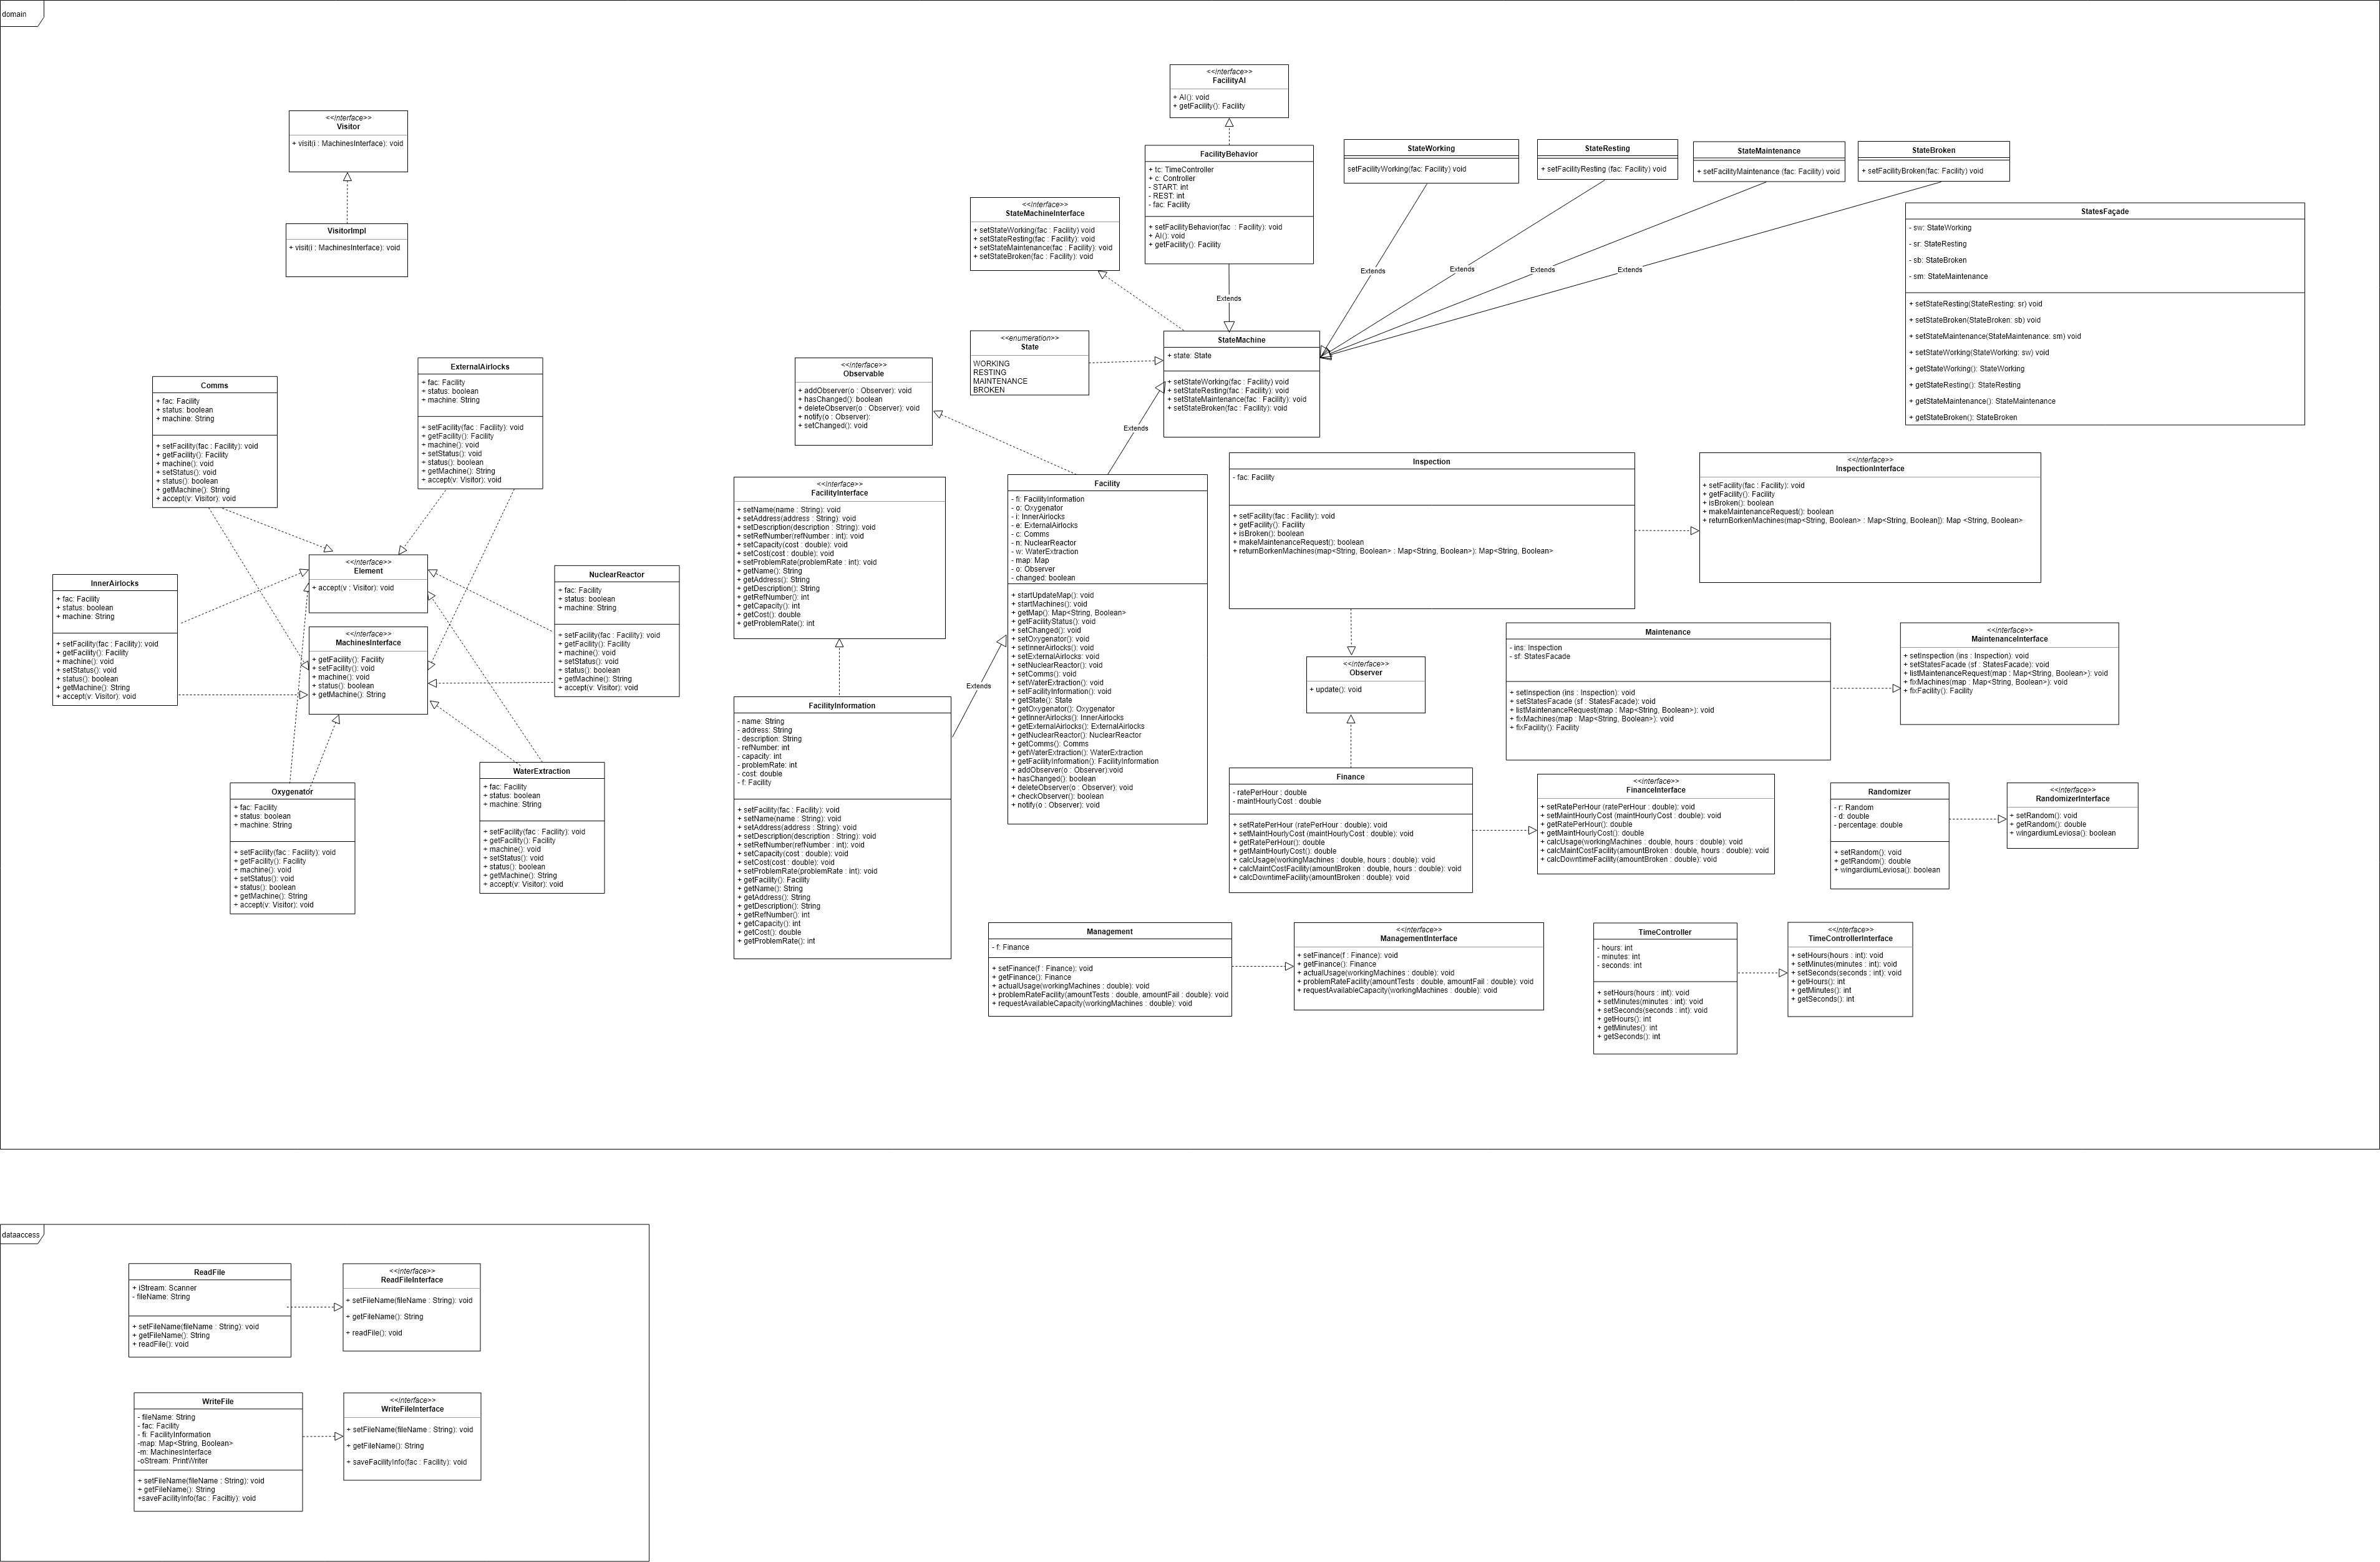 domain
<<interface>>
Visitor
+ visit(i : MachinesInterface): void
VisitorImpl
+ visit(i : MachinesInterface): void
<<interface>>
FacilityAI
+ AI(): void
+ getFacility(): Facility
FacilityBehavior
+ tc: TimeController
+ c: Controller
- START: int
- REST: int
- fac: Facility
+ setFacilityBehavior(fac : Facility): void
+ AI(): void
+ getFacility(): Facility
Extends
<<interface>>
StateMachineInterface
+ setStateWorking(fac : Facility) void
+ setStateResting(fac : Facility): void
+ setStateMaintenance(fac : Facility): void
+ setStateBroken(fac : Facility): void
StateWorking
setFacilityWorking(fac: Facility) void
StateResting
+ setFacilityResting (fac: Facility) void
StateMaintenance
+ setFacilityMaintenance (fac: Facility) void
StateBroken
+ setFacilityBroken(fac: Facility) void
Extends
Extends
Extends
Extends
StatesFaçade
- sw: StateWorking
- sr: StateResting
- sb: StateBroken
- sm: StateMaintenance
+ setStateResting(StateResting: sr) void
+ setStateBroken(StateBroken: sb) void
+ setStateMaintenance(StateMaintenance: sm) void
+ setStateWorking(StateWorking: sw) void
+ getStateWorking(): StateWorking
+ getStateResting(): StateResting
+ getStateMaintenance(): StateMaintenance
+ getStateBroken(): StateBroken
<<enumeration>>
State
WORKING
RESTING
MAINTENANCE
BROKEN
StateMachine
+ state: State
+ setStateWorking(fac : Facility) void
+ setStateResting(fac : Facility): void
+ setStateMaintenance(fac : Facility): void
+ setStateBroken(fac : Facility): void
Extends
<<interface>>
Observable
+ addObserver(o : Observer): void
+ hasChanged(): boolean
+ deleteObserver(o : Observer): void
+ notify(o : Observer):
+ setChanged(): void
Comms
+ fac: Facility
+ status: boolean
+ machine: String
+ setFacility(fac : Facility): void
+ getFacility(): Facility
+ machine(): void
+ setStatus(): void
+ status(): boolean
+ getMachine(): String
+ accept(v: Visitor): void
ExternalAirlocks
+ fac: Facility
+ status: boolean
+ machine: String
+ setFacility(fac : Facility): void
+ getFacility(): Facility
+ machine(): void
+ setStatus(): void
+ status(): boolean
+ getMachine(): String
+ accept(v: Visitor): void
<<interface>>
Element
+ accept(v : Visitor): void
InnerAirlocks
+ fac: Facility
+ status: boolean
+ machine: String
+ setFacility(fac : Facility): void
+ getFacility(): Facility
+ machine(): void
+ setStatus(): void
+ status(): boolean
+ getMachine(): String
+ accept(v: Visitor): void
<<interface>>
MachinesInterface
+ getFacility(): Facility
+ setFacility(): void
+ machine(): void
+ status(): boolean
+ getMachine(): String
NuclearReactor
+ fac: Facility
+ status: boolean
+ machine: String
+ setFacility(fac : Facility): void
+ getFacility(): Facility
+ machine(): void
+ setStatus(): void
+ status(): boolean
+ getMachine(): String
+ accept(v: Visitor): void
Oxygenator
+ fac: Facility
+ status: boolean
+ machine: String
+ setFacility(fac : Facility): void
+ getFacility(): Facility
+ machine(): void
+ setStatus(): void
+ status(): boolean
+ getMachine(): String
+ accept(v: Visitor): void
WaterExtraction
+ fac: Facility
+ status: boolean
+ machine: String
+ setFacility(fac : Facility): void
+ getFacility(): Facility
+ machine(): void
+ setStatus(): void
+ status(): boolean
+ getMachine(): String
+ accept(v: Visitor): void
<<interface>>
FacilityInterface
+ setName(name : String): void
+ setAddress(address : String): void
+ setDescription(description : String): void
+ setRefNumber(refNumber : int): void
+ setCapacity(cost : double): void
+ setCost(cost : double): void
+ setProblemRate(problemRate : int): void
+ getName(): String
+ getAddress(): String
+ getDescription(): String
+ getRefNumber(): int
+ getCapacity(): int
+ getCost(): double
+ getProblemRate(): int
FacilityInformation
- name: String
- address: String
- description: String
- refNumber: int
- capacity: int
- problemRate: int
- cost: double
- f: Facility
+ setFacility(fac : Facility): void
+ setName(name : String): void
+ setAddress(address : String): void
+ setDescription(description : String): void
+ setRefNumber(refNumber : int): void
+ setCapacity(cost : double): void
+ setCost(cost : double): void
+ setProblemRate(problemRate : int): void
+ getFacility(): Facility
+ getName(): String
+ getAddress(): String
+ getDescription(): String
+ getRefNumber(): int
+ getCapacity(): int
+ getCost(): double
+ getProblemRate(): int
Extends
Facility
- fi: FacilityInformation
- o: Oxygenator
- i: InnerAirlocks
- e: ExternalAirlocks
- c: Comms
- n: NuclearReactor
- w: WaterExtraction
- map: Map
- o: Observer
- changed: boolean
+ startUpdateMap(): void
+ startMachines(): void
+ getMap(): Map<String, Boolean>
+ getFacilityStatus(): void
+ setChanged(): void
+ setOxygenator(): void
+ setInnerAirlocks(): void
+ setExternalAirlocks: void
+ setNuclearReactor(): void
+ setComms(): void
+ setWaterExtraction(): void
+ setFacilityInformation(): void
+ getState(): State
+ getOxygenator(): Oxygenator
+ getInnerAirlocks(): InnerAirlocks
+ getExternalAirlocks(): ExternalAirlocks
+ getNuclearReactor(): NuclearReactor
+ getComms(): Comms
+ getWaterExtraction(): WaterExtraction
+ getFacilityInformation(): FacilityInformation
+ addObserver(o : Observer):void
+ hasChanged(): boolean
+ deleteObserver(o : Observer): void
+ checkObserver(): boolean
+ notify(o : Observer): void
Inspection
- fac: Facility
+ setFacility(fac : Facility): void
+ getFacility(): Facility
+ isBroken(): boolean
+ makeMaintenanceRequest(): boolean
+ returnBorkenMachines(map<String, Boolean> : Map<String, Boolean>): Map<String, Boolean>
<<interface>>
InspectionInterface
+ setFacility(fac : Facility): void
+ getFacility(): Facility
+ isBroken(): boolean
+ makeMaintenanceRequest(): boolean
+ returnBorkenMachines(map<String, Boolean> : Map<String, Boolean]): Map <String, Boolean>
<<interface>>
Observer
+ update(): void
Maintenance
- ins: Inspection
- sf: StatesFacade
+ setInspection (ins : Inspection): void
+ setStatesFacade (sf : StatesFacade): void
+ listMaintenanceRequest(map : Map<String, Boolean>): void
+ fixMachines(map : Map<String, Boolean>): void
+ fixFacility(): Facility
<<interface>>
MaintenanceInterface
+ setInspection (ins : Inspection): void
+ setStatesFacade (sf : StatesFacade): void
+ listMaintenanceRequest(map : Map<String, Boolean>): void
+ fixMachines(map : Map<String, Boolean>): void
+ fixFacility(): Facility
Finance
- ratePerHour : double
- maintHourlyCost : double
+ setRatePerHour (ratePerHour : double): void
+ setMaintHourlyCost (maintHourlyCost : double): void
+ getRatePerHour(): double
+ getMaintHourlyCost(): double
+ calcUsage(workingMachines : double, hours : double): void
+ calcMaintCostFacility(amountBroken : double, hours : double): void
+ calcDowntimeFacility(amountBroken : double): void
<<interface>>
FinanceInterface
+ setRatePerHour (ratePerHour : double): void
+ setMaintHourlyCost (maintHourlyCost : double): void
+ getRatePerHour(): double
+ getMaintHourlyCost(): double
+ calcUsage(workingMachines : double, hours : double): void
+ calcMaintCostFacility(amountBroken : double, hours : double): void
+ calcDowntimeFacility(amountBroken : double): void
Randomizer
- r: Random
- d: double
- percentage: double
+ setRandom(): void
+ getRandom(): double
+ wingardiumLeviosa(): boolean
<<interface>>
RandomizerInterface
+ setRandom(): void
+ getRandom(): double
+ wingardiumLeviosa(): boolean
Management
- f: Finance
+ setFinance(f : Finance): void
+ getFinance(): Finance
+ actualUsage(workingMachines : double): void
+ problemRateFacility(amountTests : double, amountFail : double): void
+ requestAvailableCapacity(workingMachines : double): void
<<interface>>
ManagementInterface
+ setFinance(f : Finance): void
+ getFinance(): Finance
+ actualUsage(workingMachines : double): void
+ problemRateFacility(amountTests : double, amountFail : double): void
+ requestAvailableCapacity(workingMachines : double): void
TimeController
- hours: int
- minutes: int
- seconds: int
+ setHours(hours : int): void
+ setMinutes(minutes : int): void
+ setSeconds(seconds : int): void
+ getHours(): int
+ getMinutes(): int
+ getSeconds(): int
<<interface>>
TimeControllerInterface
+ setHours(hours : int): void
+ setMinutes(minutes : int): void
+ setSeconds(seconds : int): void
+ getHours(): int
+ getMinutes(): int
+ getSeconds(): int
dataaccess
ReadFile
+ iStream: Scanner
- fileName: String
+ setFileName(fileName : String): void
+ getFileName(): String
+ readFile(): void
<<interface>>
ReadFileInterface
+ setFileName(fileName : String): void
+ getFileName(): String
+ readFile(): void
WriteFile
- fileName: String
- fac: Facility
- fi: FacilityInformation
-map: Map<String, Boolean>
-m: MachinesInterface
-oStream: PrintWriter
+ setFileName(fileName : String): void
+ getFileName(): String
+saveFacilityInfo(fac : Faciltiy): void
<<interface>>
WriteFileInterface
+ setFileName(fileName : String): void
+ getFileName(): String
+ saveFacilityInfo(fac : Facility): void